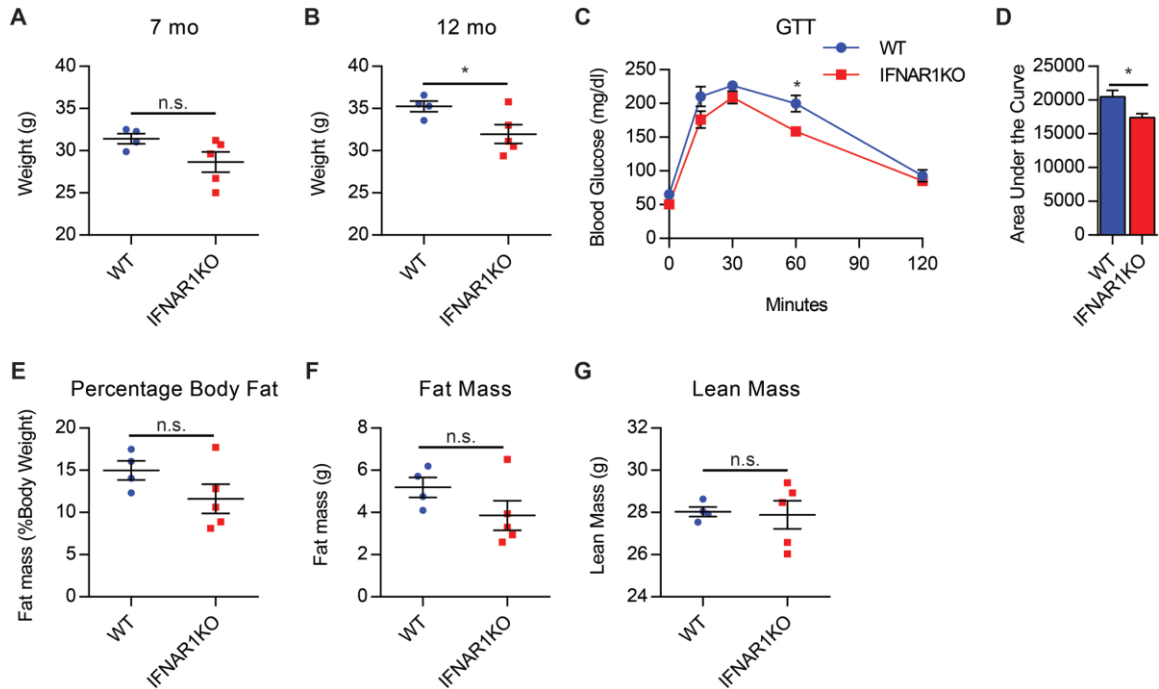 A
7 mo
Weight (g)
40
35
30
25
20
n.s.
WT
IFNAR1KO
B
12 mo
Weight (g)
40
35
30
25
20
*
WT
IFNAR1KO
C
GTT
WT
IFNAR1KO
Blood Glucose (mg/dl)
250
200
150
100
50
0
*
0 30 60 90 120
Minutes
D
Area Under the Curve
25000
20000
15000
10000
5000
0
*
WT
IFNAR1KO
E
Percentage Body Fat
Fat mass (%Body Weight)
20
15
10
5
0
n.s.
WT
IFNAR1KO
F
Fat Mass
Fat mass (g)
8
6
4
2
0
n.s.
WT
IFNAR1KO
G
Lean Mass
Lean Mass (g)
32
30
28
26
24
n.s.
WT
IFNAR1KO